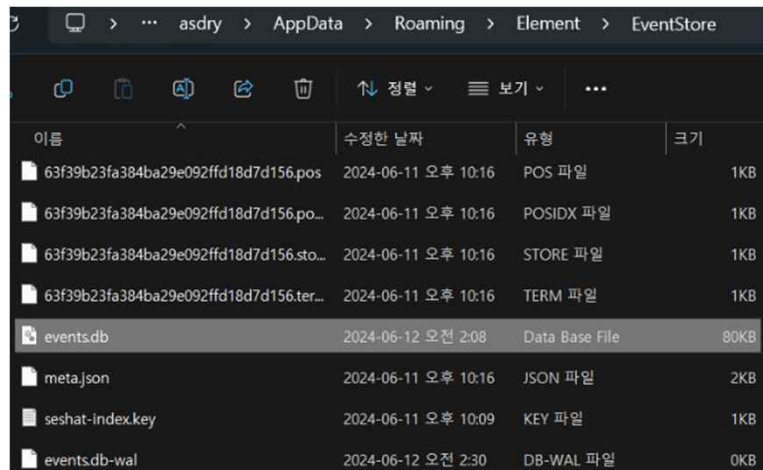 … asdry > AppData > Roaming > Element > EventStore
정렬 보기 …
이름 수정한 날짜 유형 크기
63f39b23fa384ba29e092ffd18d7d156.pos 2024-06-11 오후 10:16 POS 파일 1KB
63f39b23fa384ba29e092ffd18d7d156.po... 2024-06-11 오후 10:16 POSIDX 파일 1KB
63f39b23fa384ba29e092ffd18d7d156.sto... 2024-06-11 오후 10:16 STORE 파일 1KB
63f39b23fa384ba29e092ffd18d7d156.ter... 2024-06-11 오후 10:16 TERM 파일 1KB
events.db 2024-06-12 오전 2:08 Data Base File 80KB
meta.json 2024-06-11 오후 10:16 JSON 파일 2KB
seshat-index.key 2024-06-11 오후 10:09 KEY 파일 1KB
events.db-wal 2024-06-12 오전 2:30 DB-WAL 파일 0KB